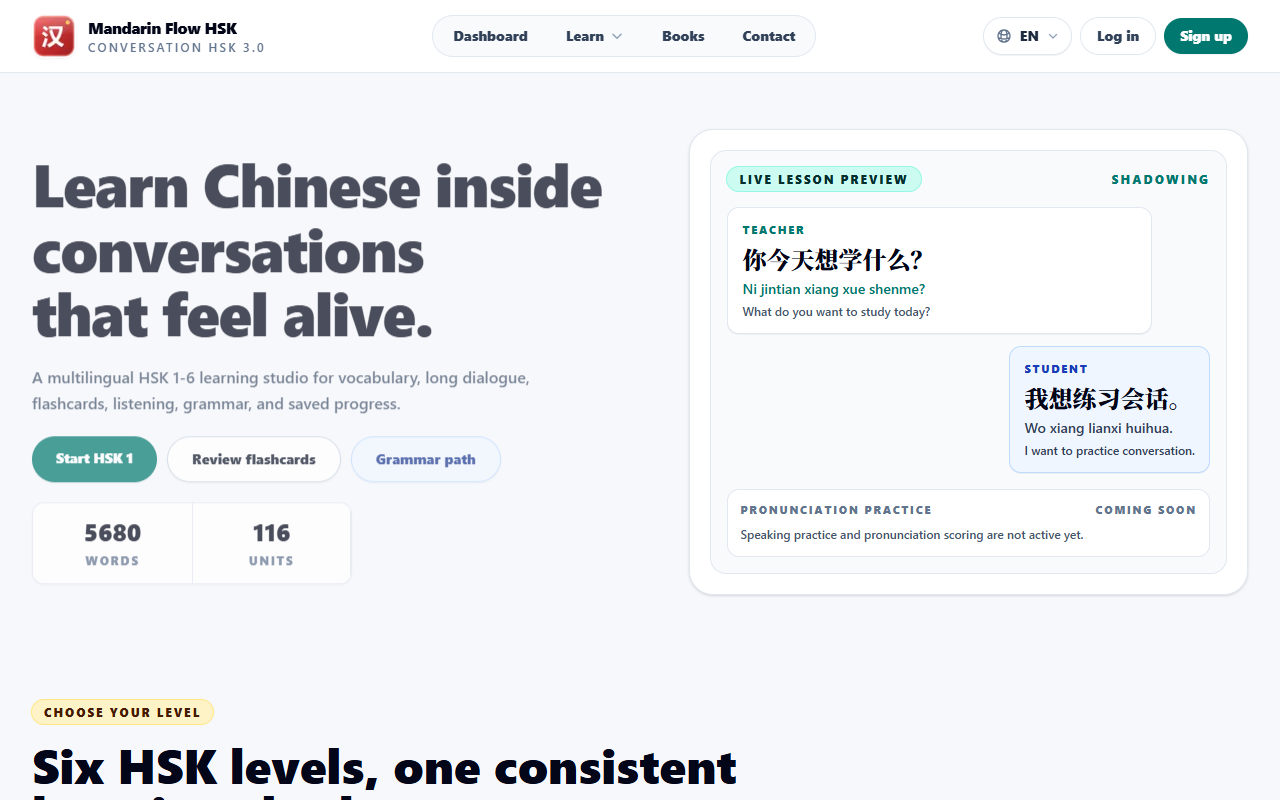 汉
Mandarin Flow HSK
CONVERSATION HSK 3.0
Dashboard
Learn
Books
Contact
EN
Log in
Sign up
Learn Chinese inside
conversations
that feel alive.
A multilingual HSK 1-6 learning studio for vocabulary, long dialogue,
flashcards, listening, grammar, and saved progress.
Start HSK 1
Review flashcards
Grammar path
5680
WORDS
116
UNITS
LIVE LESSON PREVIEW
SHADOWING
TEACHER
你今天想学什么?
Ni jintian xiang xue shenme?
What do you want to study today?
STUDENT
我想练习会话。
Wo xiang lianxi huihua.
I want to practice conversation.
PRONUNCIATION PRACTICE
COMING SOON
Speaking practice and pronunciation scoring are not active yet.
CHOOSE YOUR LEVEL
Six HSK levels, one consistent